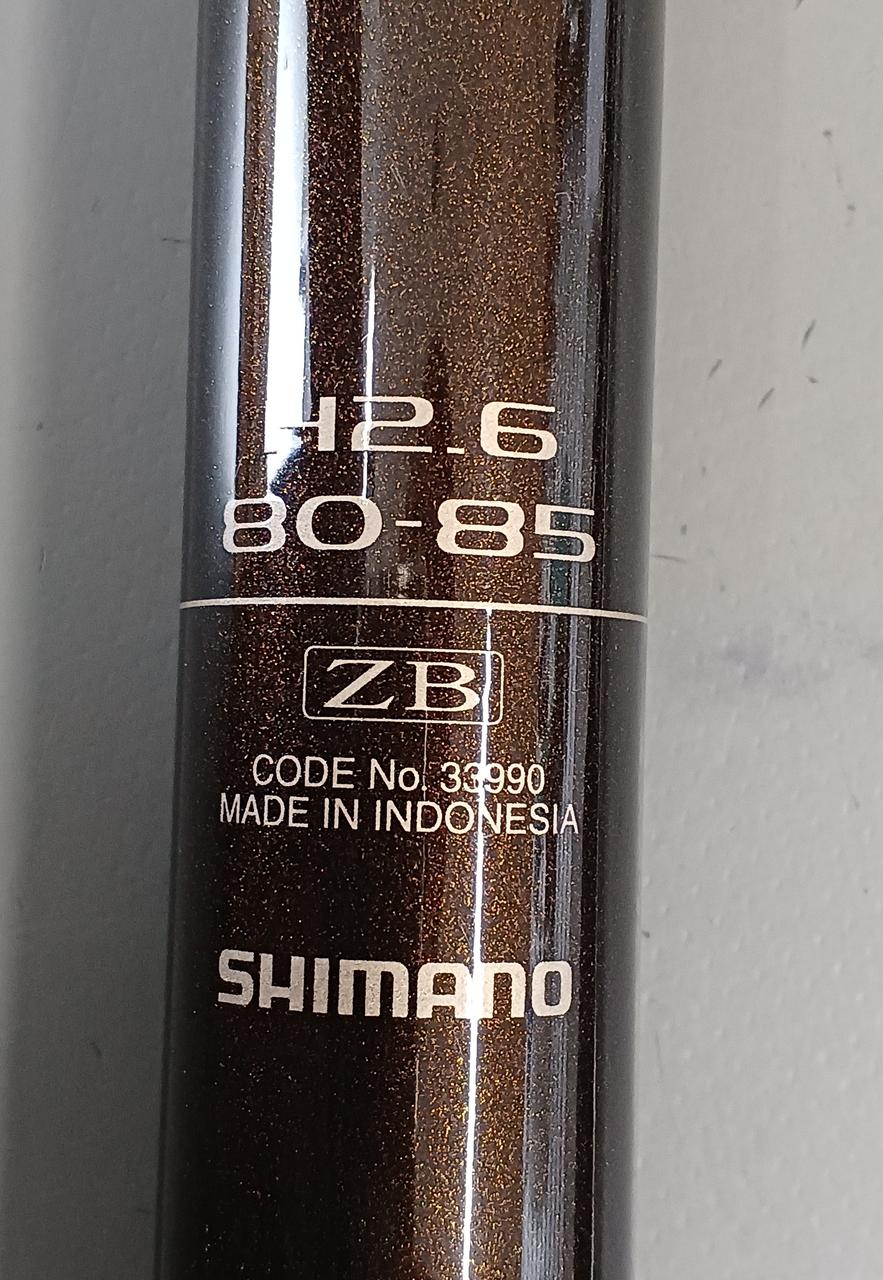 H2.6
80-85
ZB
CODE No. 33990
MADE IN INDONESIA
SHIMANO